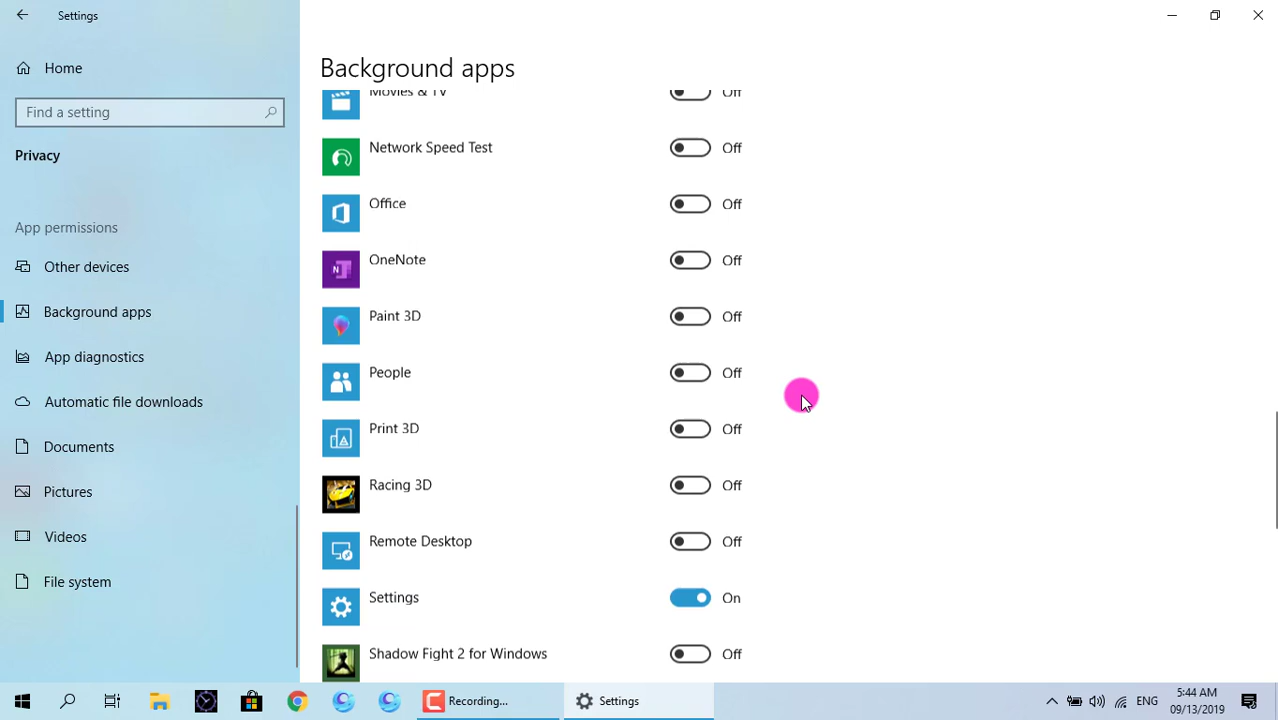 Settings
Home
Find a setting
Privacy
App permissions
Other devices
Background apps
App diagnostics
Automatic file downloads
Documents
Pictures
Videos
File system
Background apps
Movies & TV Off
Network Speed Test Off
Office Off
OneNote Off
N
Paint 3D Off
People Off
Print 3D Off
Racing 3D Off
Remote Desktop Off
Settings On
Shadow Fight 2 for Windows Off
C Recording...
Settings
ENG
5:44 AM
09/13/2019